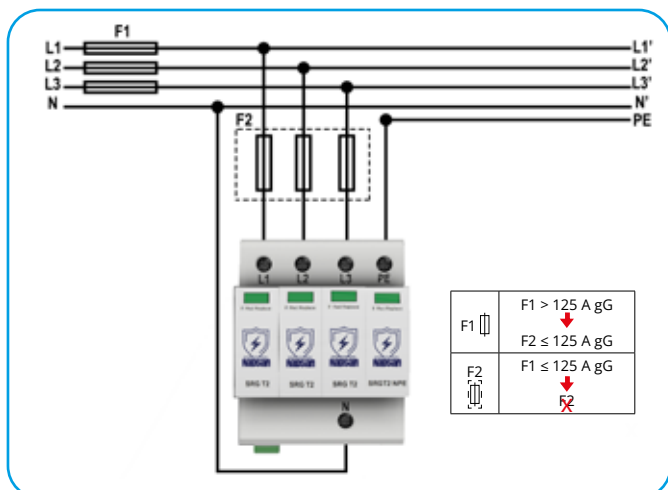 F1
L1
L1'
L2
L2'
L3
L3'
N
N'
PE
F2
L1 L2 L3 PE
SRG T2 SRG T2 SRG T2 SRGT2 NPE
N
F1 F1 > 125 A gG
F2 ≤ 125 A gG
F2 F1 ≤ 125 A gG
F2